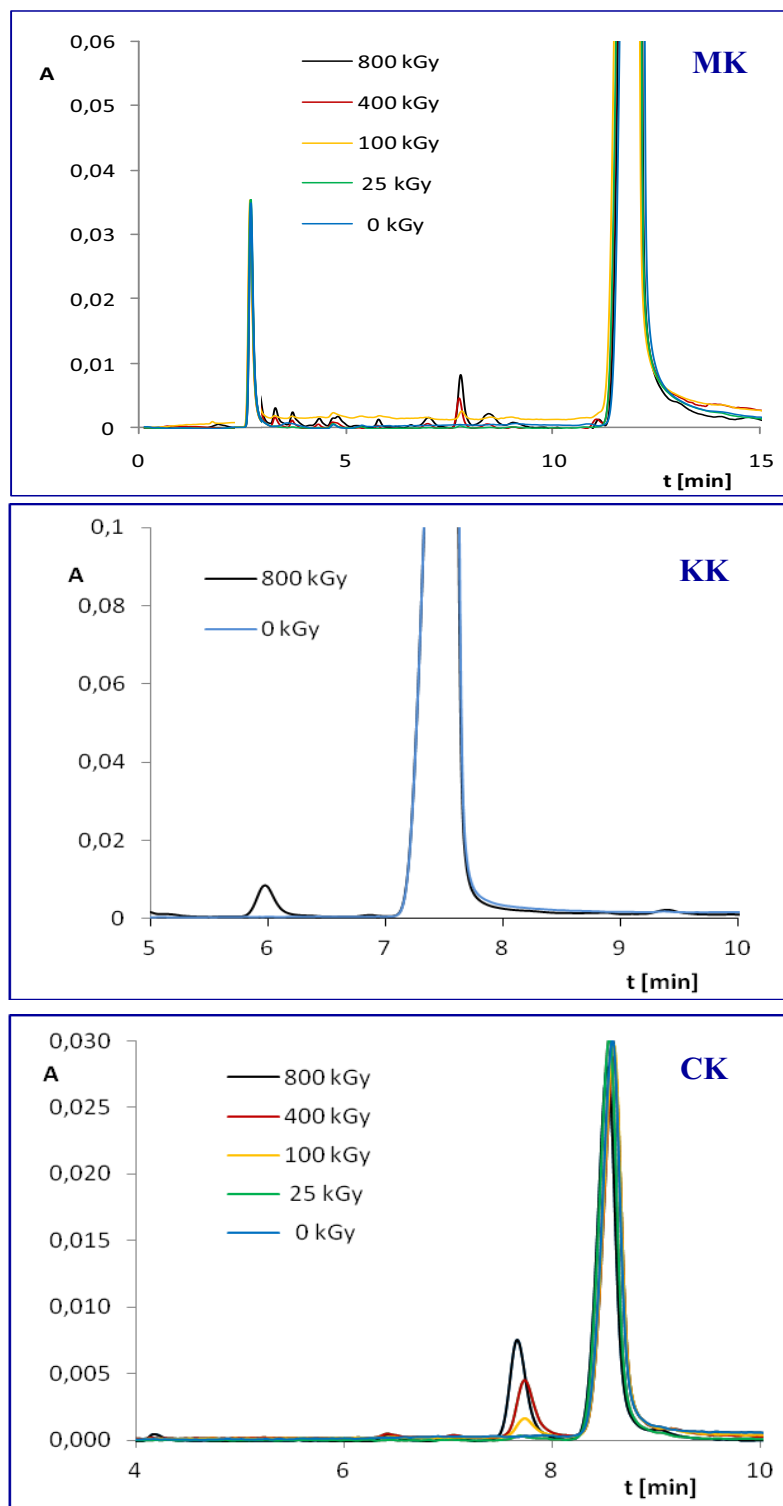 0,06
A
MK
800 kGy
0,05
400 kGy
0,04
100 kGy
25 kGy
0,03
0 kGy
0,02
0,01
0
0 5 10 15
t [min]
0,1
A
KK
800 kGy
0,08
0 kGy
0,06
0,04
0,02
0
5 6 7 8 9 10
t [min]
0,030
A
CK
800 kGy
0,025
400 kGy
0,020
100 kGy
25 kGy
0,015
0 kGy
0,010
0,005
0,000
4 6 8 10
t [min]